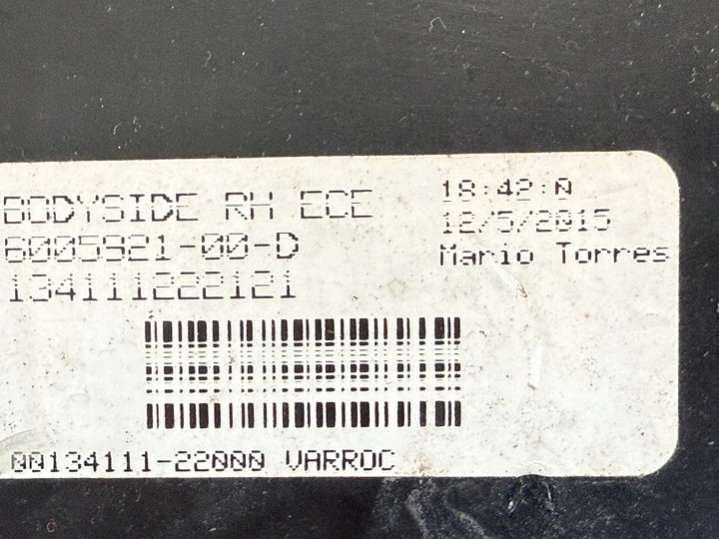 BODYSIDE RH ECE
6005921-00-D
134111222121
18:42:0
12/5/2015
Mario Torres
00134111-22000 VARROC